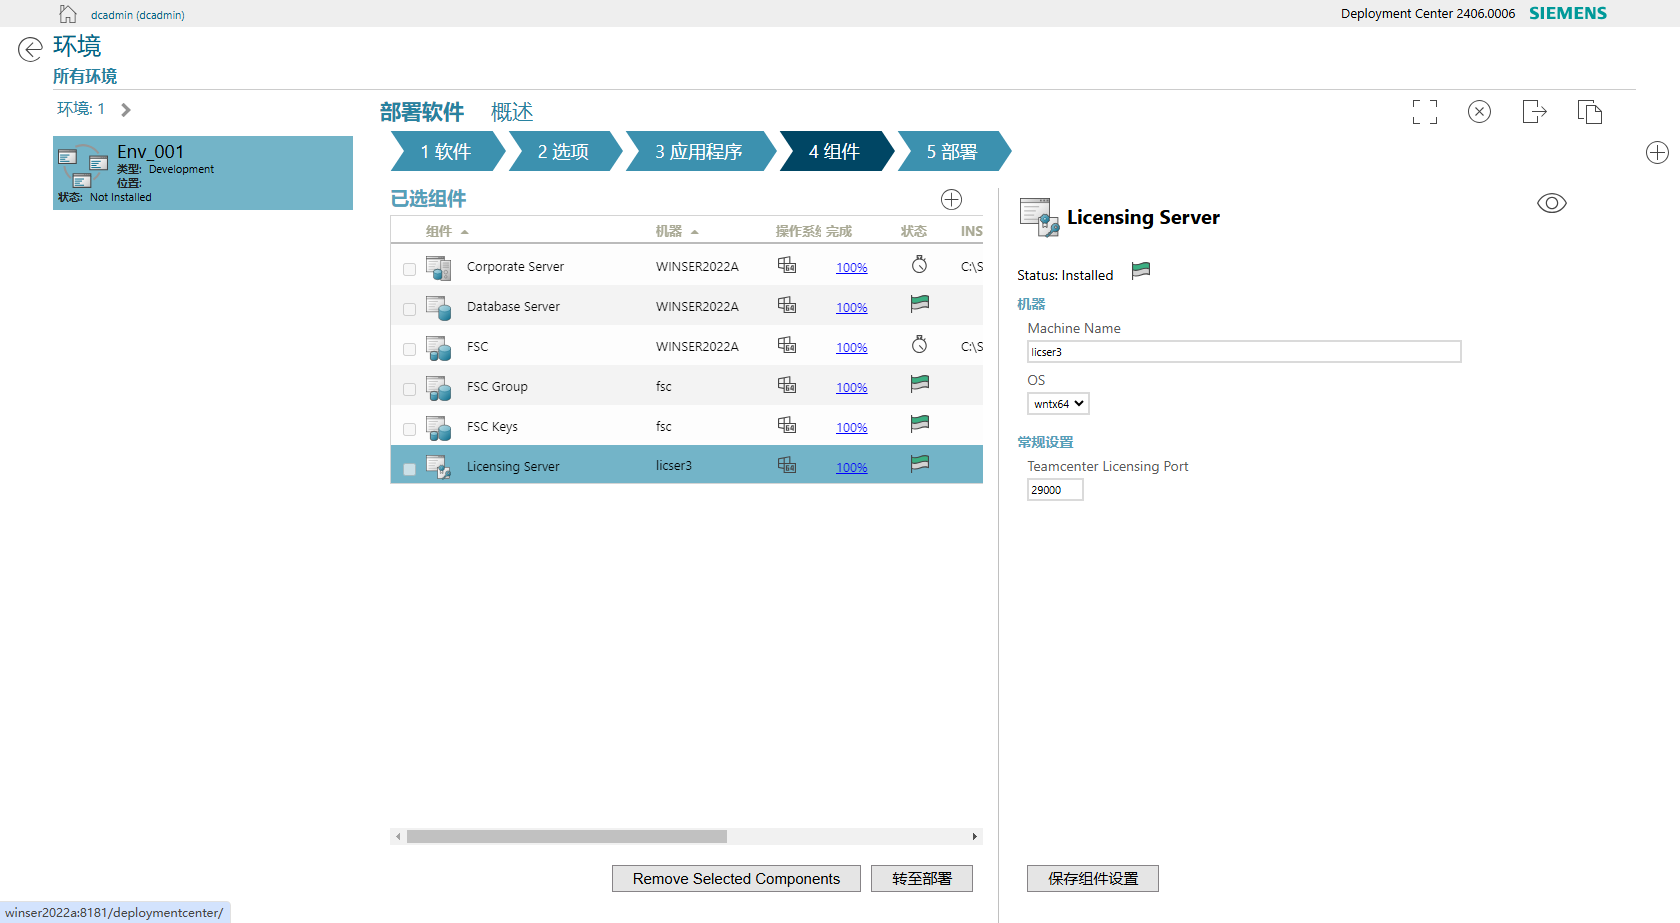 dcadmin (dcadmin)
Deployment Center 2406.0006 SIEMENS
环境
所有环境
环境: 1
部署软件 概述
Env_001
类型: Development
位置:
状态: Not Installed
1 软件 2 选项 3 应用程序 4 组件 5 部署
已选组件
组件 机器 操作系统 完成 状态 INS
Corporate Server WINSER2022A 64 100% C:\S
Database Server WINSER2022A 64 100%
FSC WINSER2022A 64 100% C:\S
FSC Group fsc 64 100%
FSC Keys fsc 64 100%
Licensing Server licser3 64 100%
Licensing Server
Status: Installed
机器
Machine Name
licser3
OS
wntx64
常规设置
Teamcenter Licensing Port
29000
Remove Selected Components 转至部署 保存组件设置
winser2022a:8181/deploymentcenter/